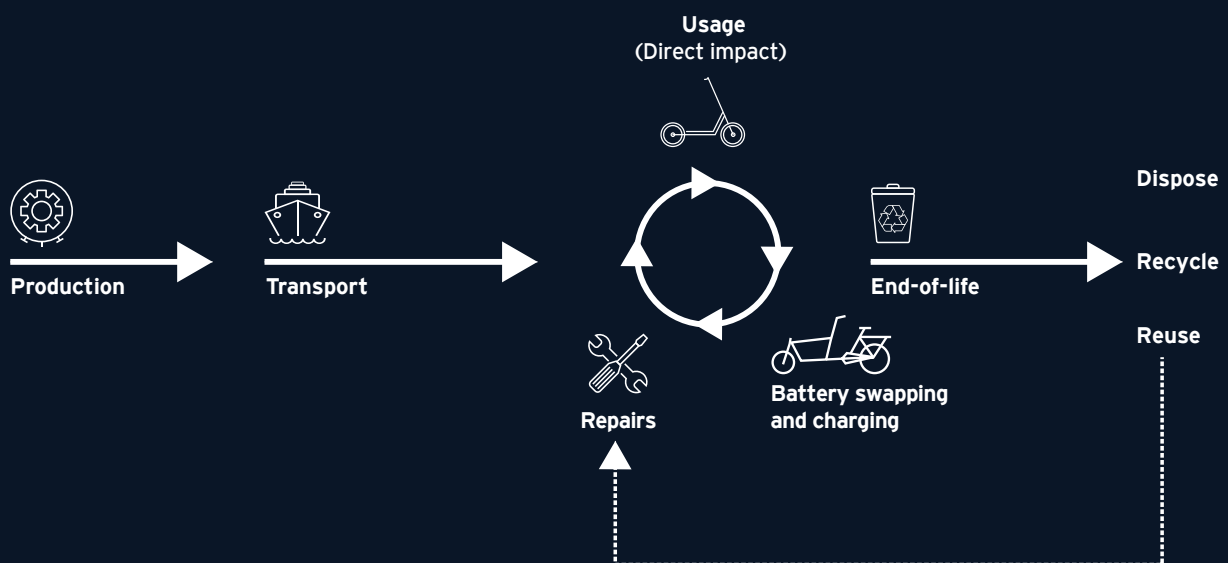 Usage
(Direct impact)
Production
Transport
Repairs
Battery swapping
and charging
End-of-life
Dispose
Recycle
Reuse